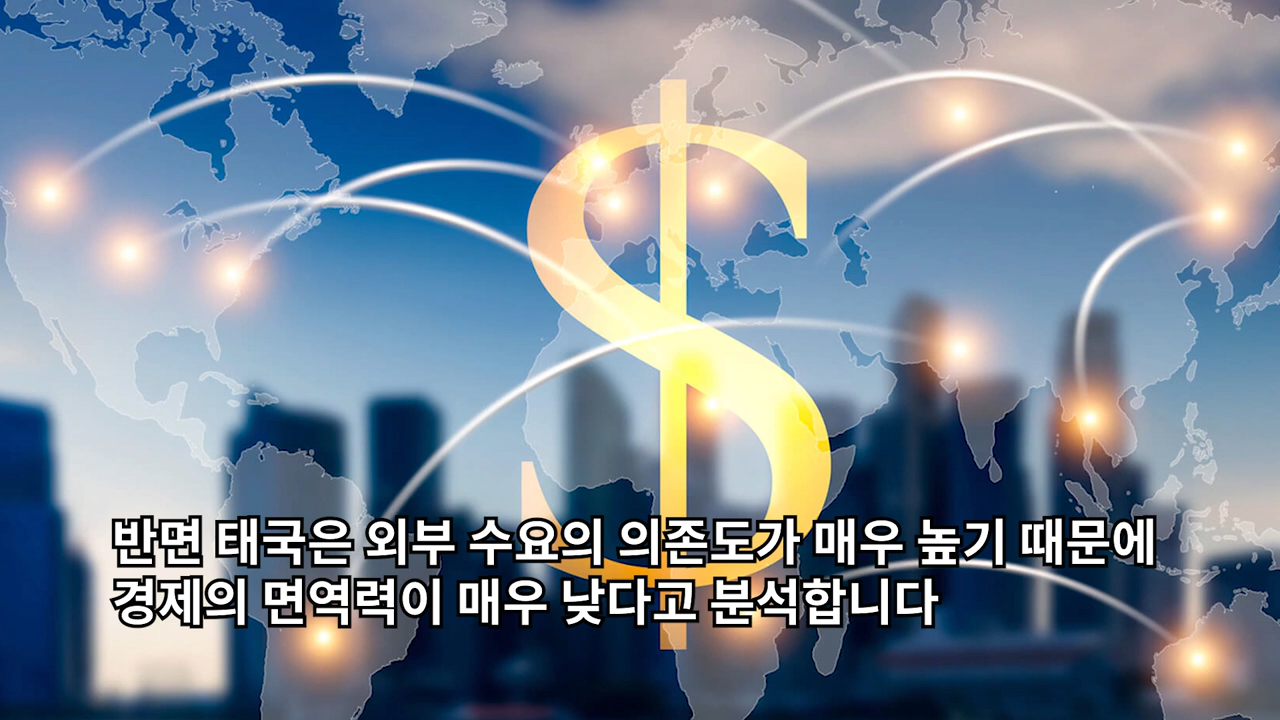 반면 태국은 외부 수요의 의존도가 매우 높기 때문에
경제의 면역력이 매우 낮다고 분석합니다